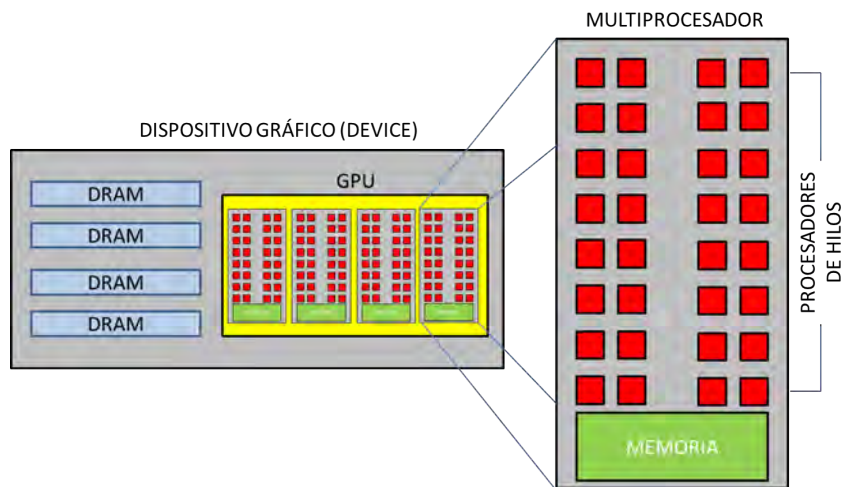 MULTIPROCESADOR
DISPOSITIVO GRÁFICO (DEVICE)
GPU
DRAM
DRAM
DRAM
DRAM
PROCESADORES
DE HILOS
MEMORIA